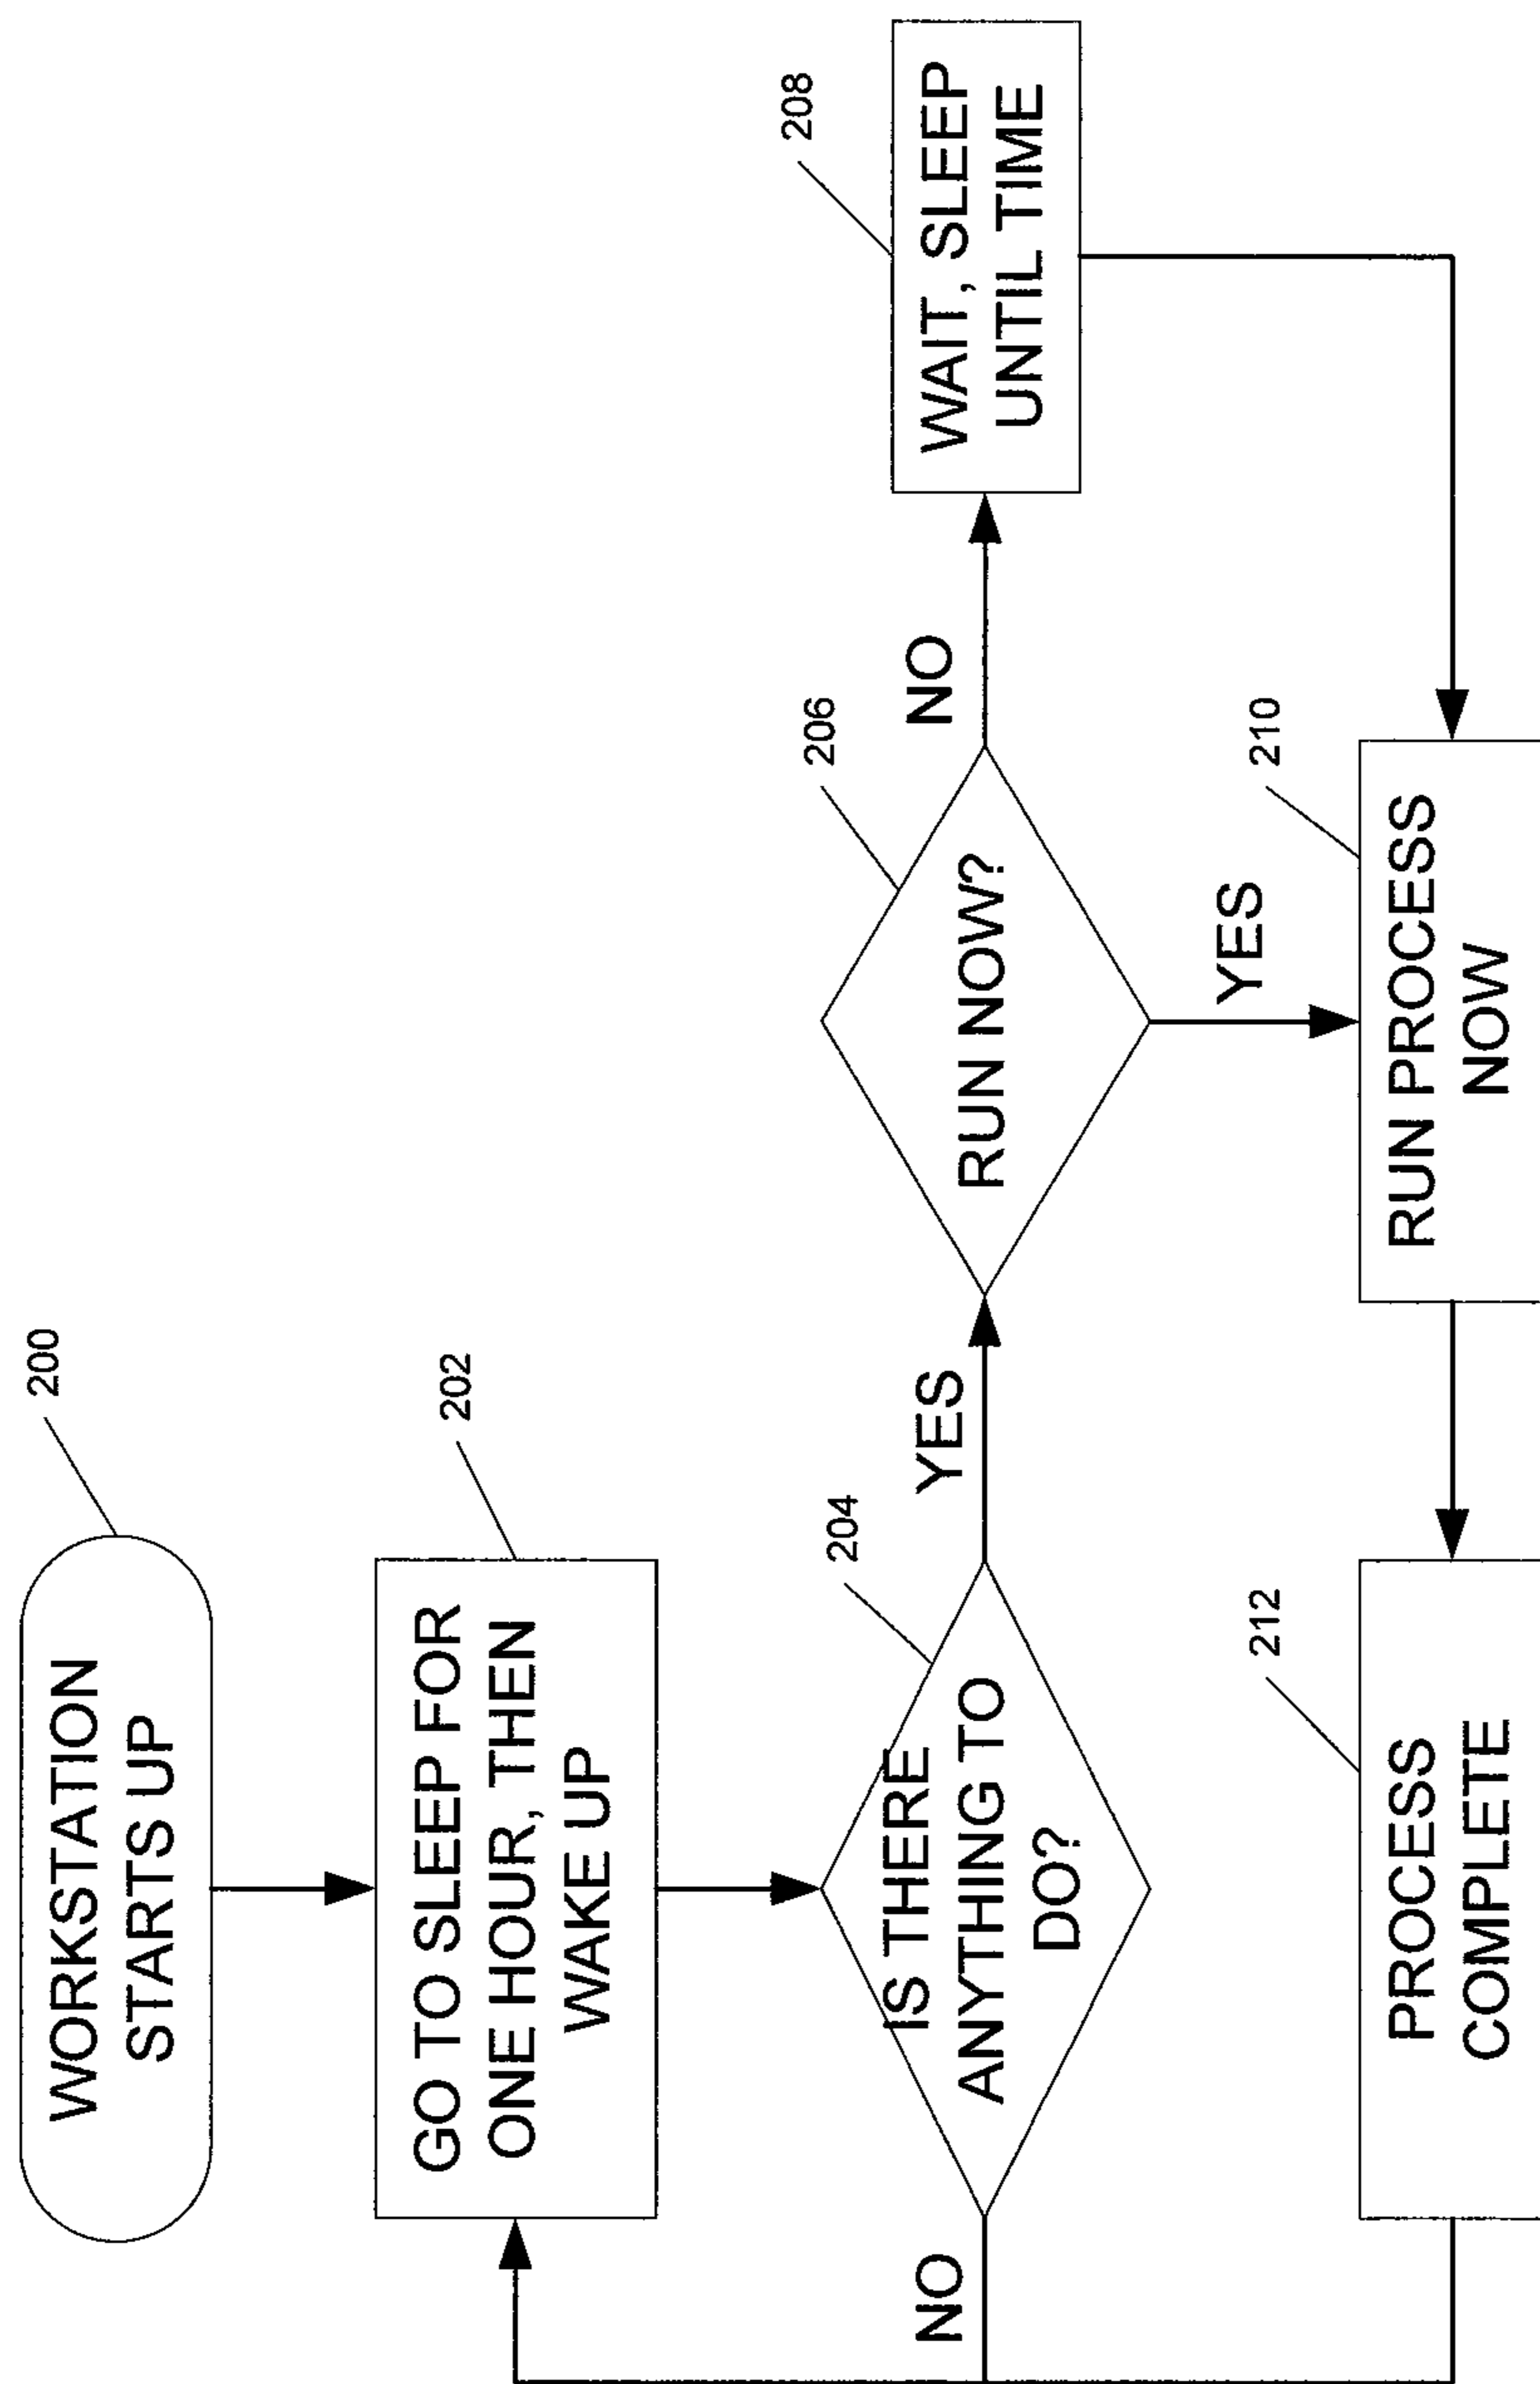 200
WORKSTATION
STARTS UP
202
GO TO SLEEP FOR
ONE HOUR, THEN
WAKE UP
204
IS THERE
ANYTHING TO
DO?
NO
YES
206
RUN NOW?
NO
YES
208
WAIT, SLEEP
UNTIL TIME
210
RUN PROCESS
NOW
212
PROCESS
COMPLETE